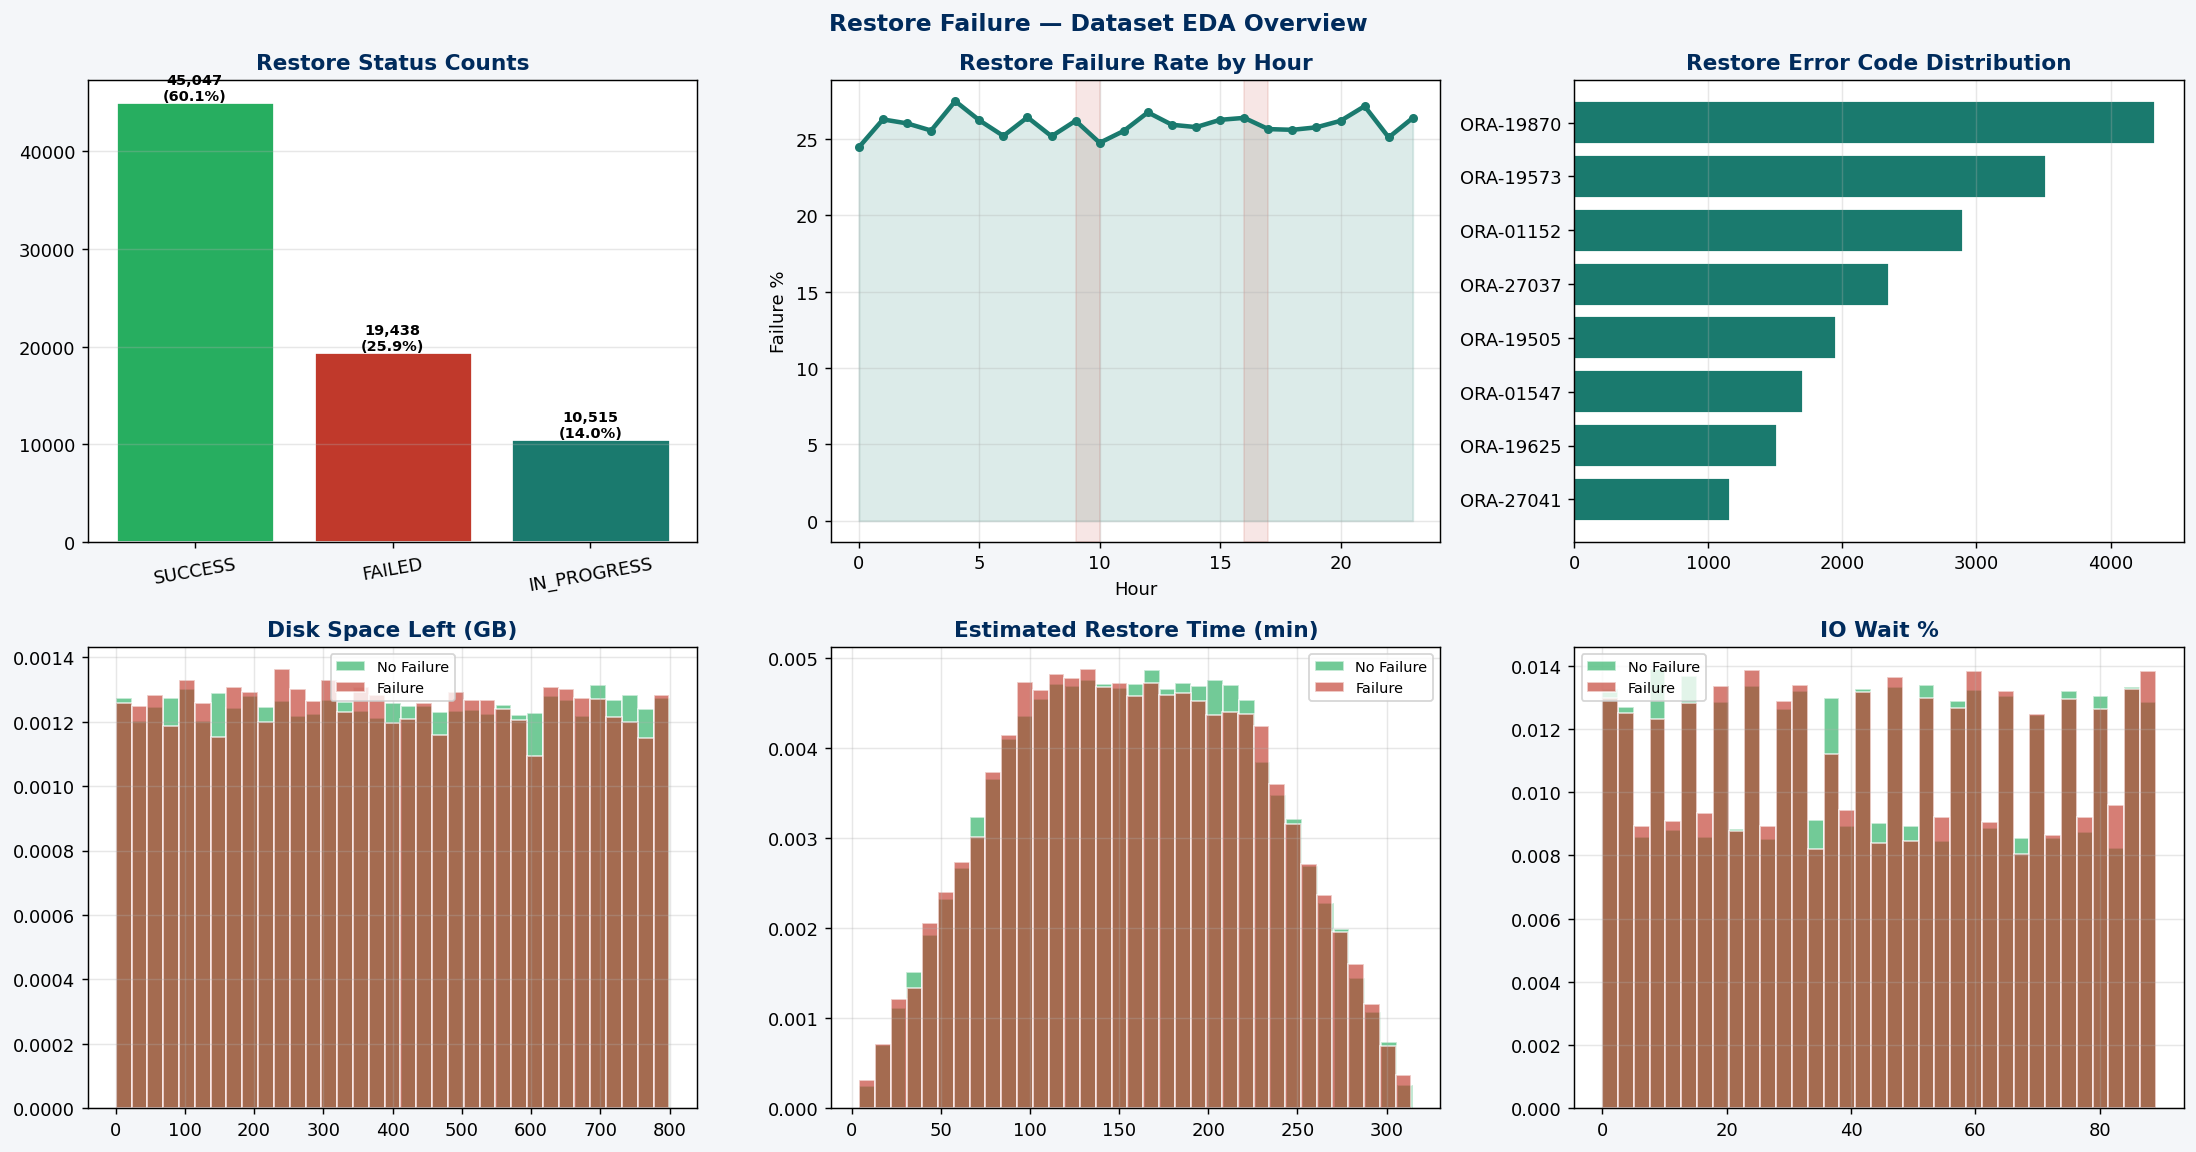 Restore Failure — Dataset EDA Overview
Restore Status Counts
45,047
(60.1%)
19,438
(25.9%)
10,515
(14.0%)
40000
30000
20000
10000
0
SUCCESS
FAILED
IN_PROGRESS
Restore Failure Rate by Hour
Failure %
25
20
15
10
5
0
0
5
10
15
20
Hour
Restore Error Code Distribution
ORA-19870
ORA-19573
ORA-01152
ORA-27037
ORA-19505
ORA-01547
ORA-19625
ORA-27041
0
1000
2000
3000
4000
Disk Space Left (GB)
No Failure
Failure
0.0014
0.0012
0.0010
0.0008
0.0006
0.0004
0.0002
0.0000
0
100
200
300
400
500
600
700
800
Estimated Restore Time (min)
No Failure
Failure
0.005
0.004
0.003
0.002
0.001
0.000
0
50
100
150
200
250
300
IO Wait %
No Failure
Failure
0.014
0.012
0.010
0.008
0.006
0.004
0.002
0.000
0
20
40
60
80